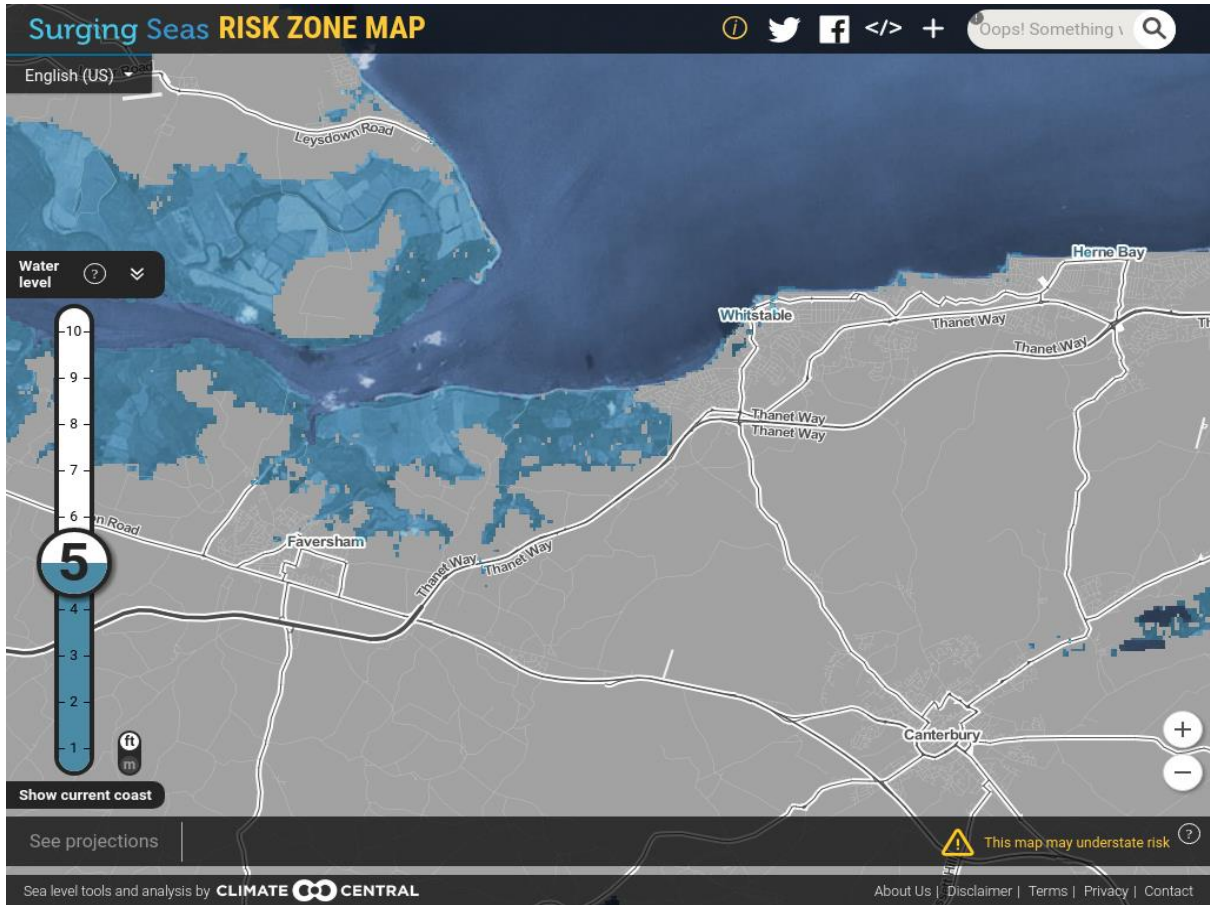 Surging Seas RISK ZONE MAP
</>
Oops! Something
English (US)
Leysdown Road
Water
level
?
Herne Bay
Whitstable
Thanet Way
Thanet Way
Thanet Way
Thanet Way
10
9
8
7
6
5
4
3
2
1
Road
Faversham
Thanet Way
Thanet Way
Canterbury
ft
m
+
−
Show current coast
See projections
This map may understate risk
?
Sea level tools and analysis by CLIMATE CENTRAL
About Us | Disclaimer | Terms | Privacy | Contact